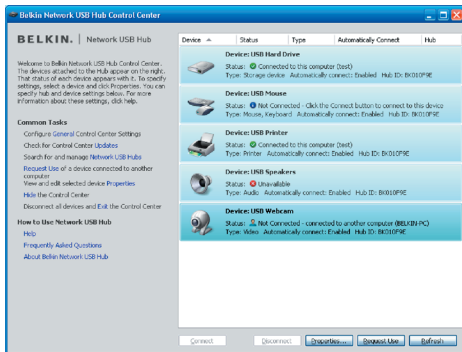 Belkin Network USB Hub Control Center
BELKIN. | Network USB Hub
Welcome to Belkin Network USB Hub Control Center.
The devices attached to the Hub appear on the right.
That status of each device appears with it. To specify
settings, select a device and click Properties. You can
specify hub and device settings below. For more
information about these settings, click help.
Common Tasks
Configure General Control Center Settings
Check for Control Center Updates
Search for and manage Network USB Hubs
Request Use of a device connected to another
computer
View and edit selected device Properties
Hide the Control Center
Disconnect all devices and Exit the Control Center
How to Use Network USB Hub
Help
Frequently Asked Questions
About Belkin Network USB Hub
Device Status Type Automatically Connect Hub
Device: USB Hard Drive
Status: Connected to this computer (test)
Type: Storage device Automatically connect: Enabled Hub ID: BK010F9E
Device: USB Mouse
Status: Not Connected - Click the Connect button to connect to this device
Type: Mouse, Keyboard Automatically connect: Enabled Hub ID: BK010F9E
Device: USB Printer
Status: Connected to this computer (test)
Type: Printer Automatically connect: Enabled Hub ID: BK010F9E
Device: USB Speakers
Status: Unavailable
Type: Audio Automatically connect: Enabled Hub ID: BK010F9E
Device: USB Webcam
Status: Not Connected - connected to another computer (BELKIN-PC)
Type: Video Automatically connect: Enabled Hub ID: BK010F9E
Connect Disconnect Properties... Request Use Refresh